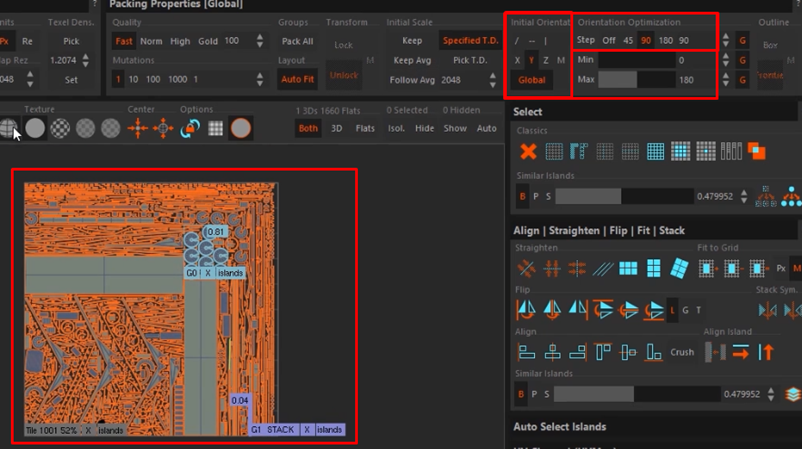 Packing Properties [Global]
nits Texel Dens. Quality Groups Transform Initial Scale Initial Orientat Orientation Optimization Outline
Px Re Pick Fast Norm High Gold 100 Pack All Lock Keep Specified T.D. / -- | Step Off 45 90 180 90 G Box
ap Rez 1.2074 Mutations Layout Keep Avg Pick T.D. X Y Z M Min 0 G
048 Set 1 10 100 1000 1 Auto Fit Unlock M Follow Avg 2048 Global Max 180 G Frontier M
Texture Center Options 1 3Ds 1660 Flats 0 Selected 0 Hidden
Both 3D Flats Isol. Hide Show Auto
Select
Classics
Similar Islands
B P S 0.479952
Align | Straighten | Flip | Fit | Stack
Straighten Fit to Grid
Px M
Flip Stack Sym.
L G T
Align Align Island
Crush
Similar Islands
B P S 0.479952
Auto Select Islands
0.81
G0 X islands
0.04
Tile 1001 52% . X islands
G1 STACK X islands